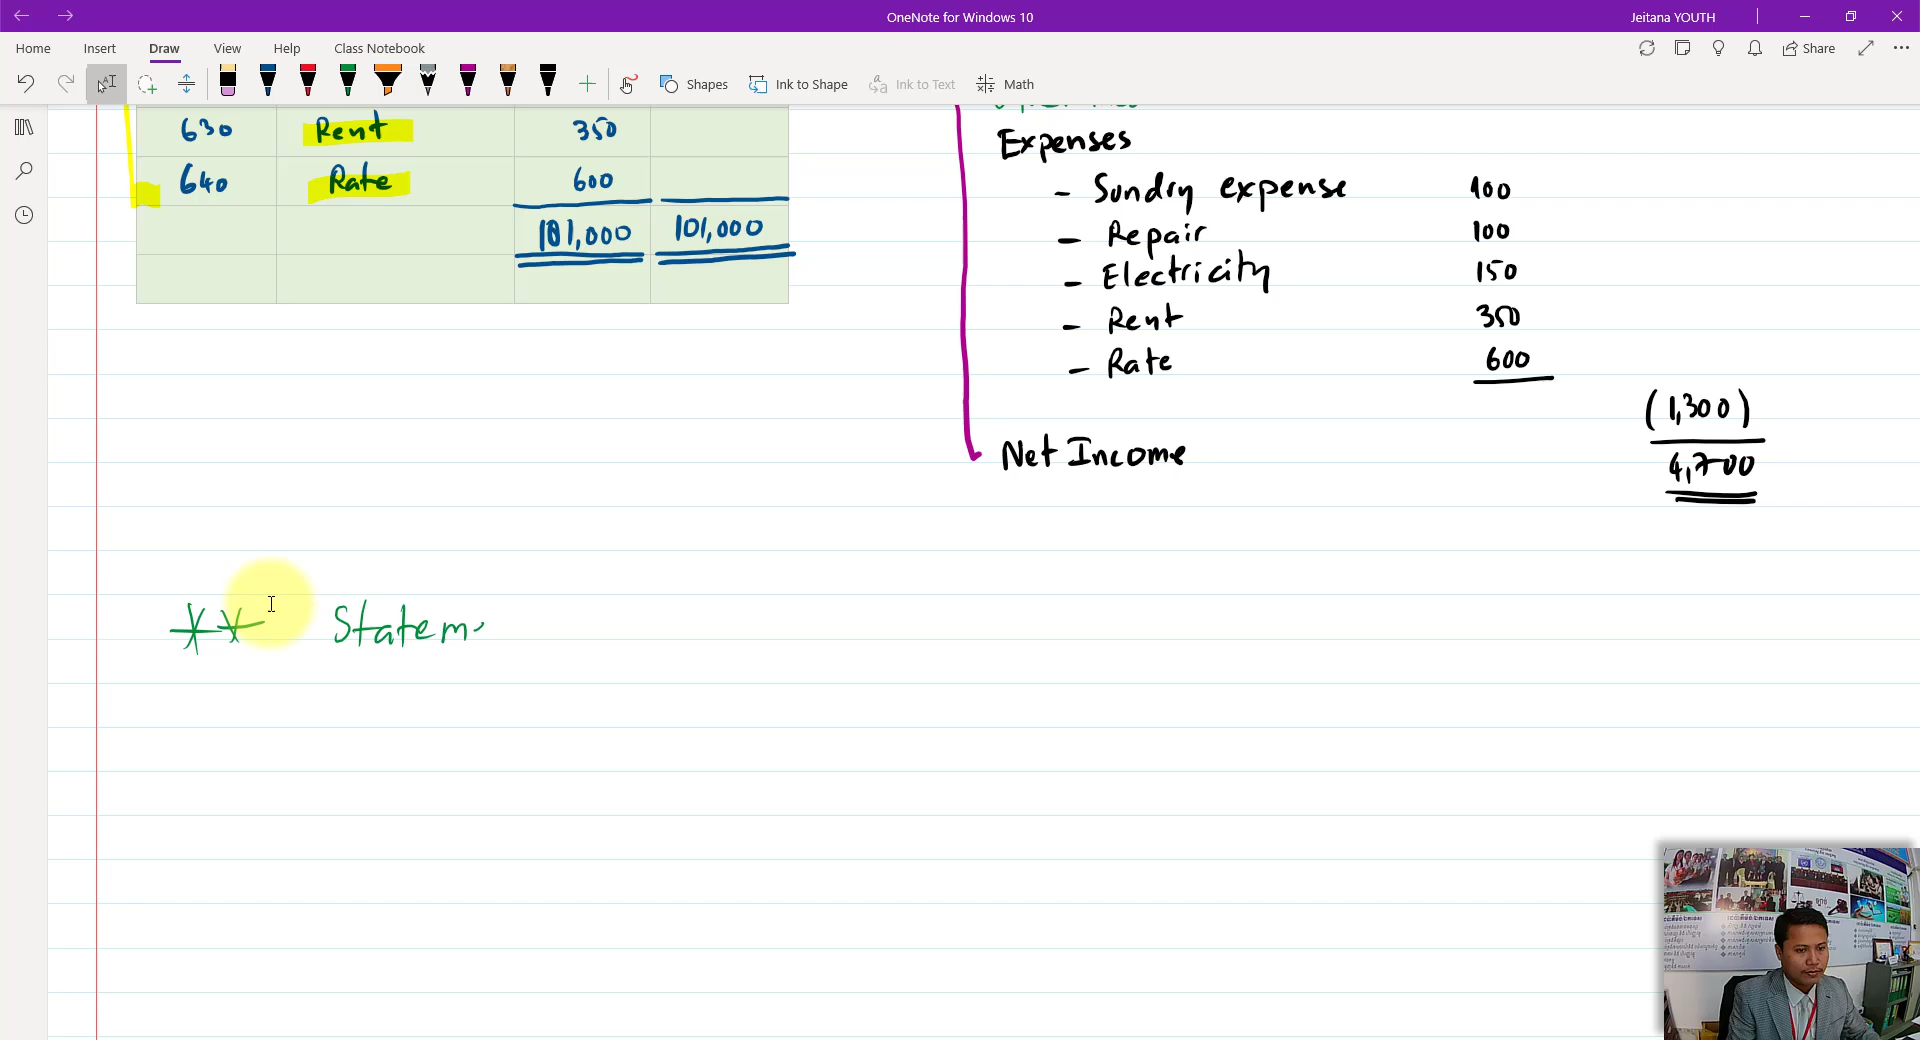 OneNote for Windows 10
Jeitana YOUTH
Home Insert Draw View Help Class Notebook
Share
Shapes Ink to Shape Ink to Text Math
630 Rent 350
640 Rate 600
101,000 101,000
Expenses
- Sundry expense 100
- Repair 100
- Electricity 150
- Rent 350
- Rate 600
(1,300)
Net Income 4,700
** Statem